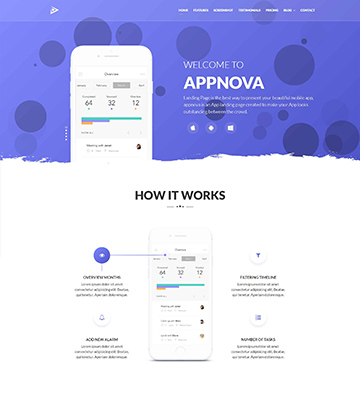 HOME FEATURES SCREENSHOT TESTIMONIALS PRICING BLOG CONTACT
WELCOME TO
APPNOVA
Landing Page is the best way to present your beautiful mobile app,
appnova is an App landing page created to make your App looks
outstanding between the crowd.
Overview
64 32 12
HOW IT WORKS
Overview
64 32 12
OVERVIEW MONTHS
Lorem ipsum dolor sit amet,
consectetur adipisicing elit. Beatae,
quibusdam. Aperiam doloremque.
FILTERING TIMELINE
Lorem ipsum dolor sit amet,
consectetur adipisicing elit. Beatae,
quibusdam. Aperiam doloremque.
ADD NEW ALARM
Lorem ipsum dolor sit amet,
consectetur adipisicing elit. Beatae,
quibusdam. Aperiam doloremque.
NUMBER OF TASKS
Lorem ipsum dolor sit amet,
consectetur adipisicing elit. Beatae,
quibusdam. Aperiam doloremque.